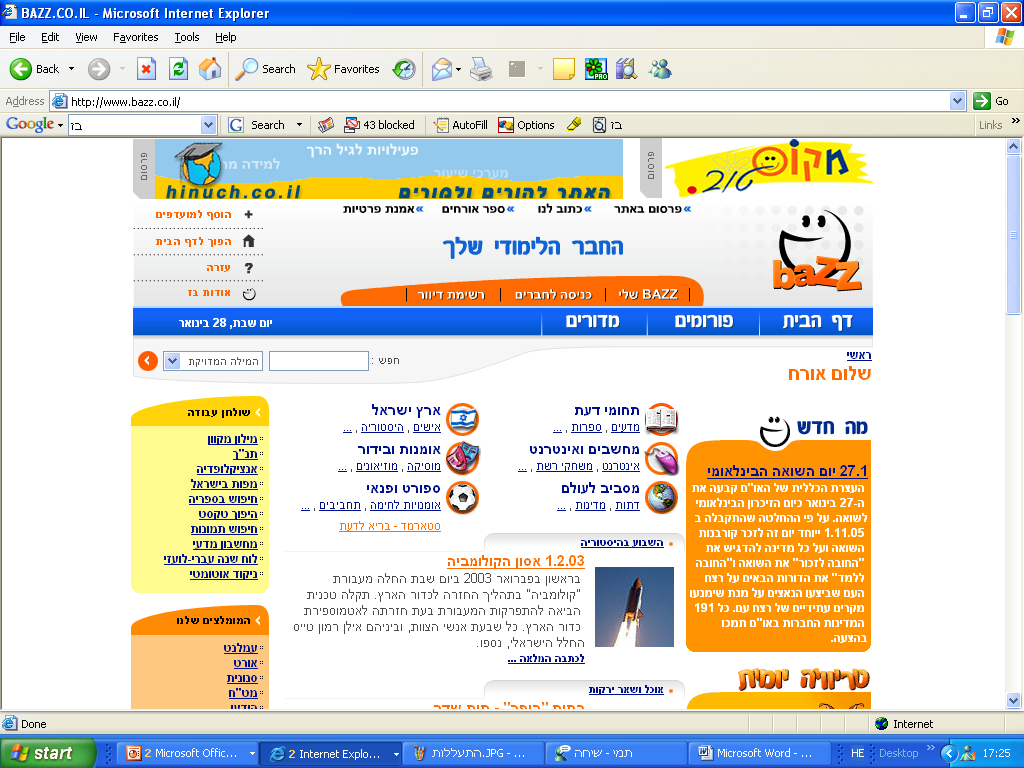 BAZZ.CO.IL - Microsoft Internet Explorer
File Edit View Favorites Tools Help
Back Search Favorites PRO
Address http://www.bazz.co.il/ Go
Google בז Search 43 blocked AutoFill Options בז Links
פרסום
פעילויות לגיל הרך
למידה
מערכי שיעור
hinuch.co.il
האתר להורים ולמורים
פרסום
מקום טוב.
הוסף למועדפים
הפוך לדף הבית
עזרה
אודות בז
פרסום באתר» כתוב לנו» ספר אורחים» אמנת פרטיות»
החבר הלימודי שלך
bazz
BAZZ שלי | כניסה לחברים | רשימת דיוור
דף הבית פורומים מדורים
יום שבת, 28 בינואר
חפש :
המילה המדויקת
ראשי
שלום אורח
מה חדש
27.1 יום השואה הבינלאומי
העצרת הכללית של האו"ם קבעה את
ה-27 בינואר כיום הזיכרון הבינלאומי
לשואה. על פי ההחלטה שהתקבלה ב
1.11.05 ייוחד יום זה לזכר קורבנות
השואה ועל כל מדינה להדגיש את
"החובה לזכור" את השואה ו"החובה
ללמד" את הדורות הבאים על רצח
העם שביצעו הנאצים על מנת שימנעו
מקרים עתידיים של רצח עם. כל 191
המדינות החברות באו"ם תמכו
בהצעה.
טריוויה יומית
תחומי דעת
מדעים , ספרות , ...
מחשבים ואינטרנט
אינטרנט , משחקי רשת , ...
מסביב לעולם
דתות , מדינות , ...
ארץ ישראל
אישים , היסטוריה , ...
אומנות ובידור
מוסיקה , מוזיאונים , ...
ספורט ופנאי
אומנויות לחימה , תחביבים , ...
סטארמד - בריא לדעת
השבוע בהיסטוריה
1.2.03 אסון הקולומביה
בראשון בפברואר 2003 ביום שבת החלה מעבורת
"קולומביה" בתהליך החזרה לכדור הארץ. תקלה טכנית
הביאה להתפרקות המעבורת בעת חזרתה לאטמוספירת
כדור הארץ. כל שבעת אנשי הצוות, וביניהם אילן רמון טייס
החלל הישראלי, נספו.
לכתבה המלאה ...
אוכל ושאר ירקות
שולחן עבודה
מילון מקוון
תנ"ך
אנציקלופדיה
מפות בישראל
חיפוש בספריה
היפוך טקסט
חיפוש תמונות
מחשבון מדעי
לוח שנה עברי-לועזי
ניקוד אוטומטי
המומלצים שלנו
עמלנט
אורט
סנונית
מט"ח
Done Internet
start 2 Microsoft Offic... 2 Internet Explo... התעללות.JPG - ... תמי - שיחה Microsoft Word - ... HE Desktop 17:25